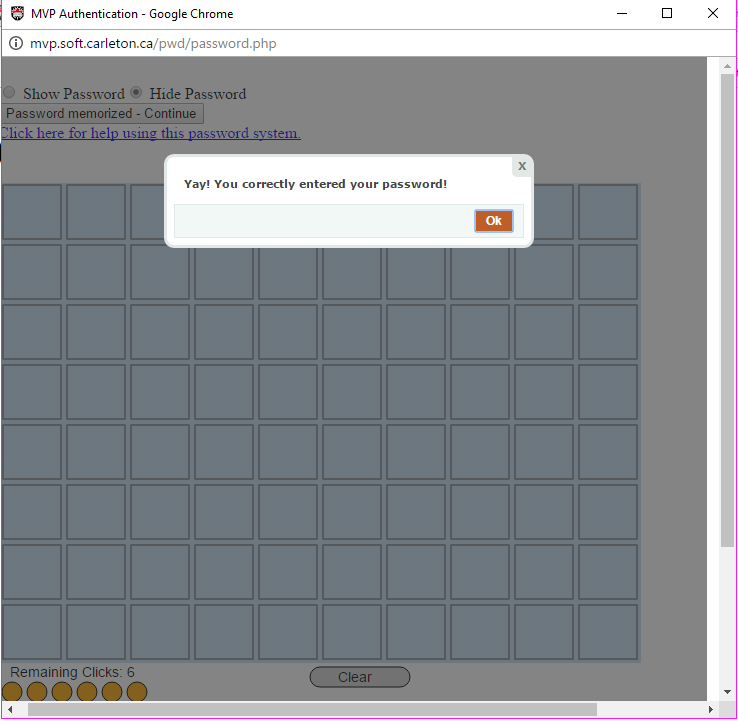 MVP Authentication - Google Chrome
mvp.soft.carleton.ca/pwd/password.php
Show Password Hide Password
Password memorized - Continue
Click here for help using this password system.
x
Yay! You correctly entered your password!
Ok
Remaining Clicks: 6
Clear